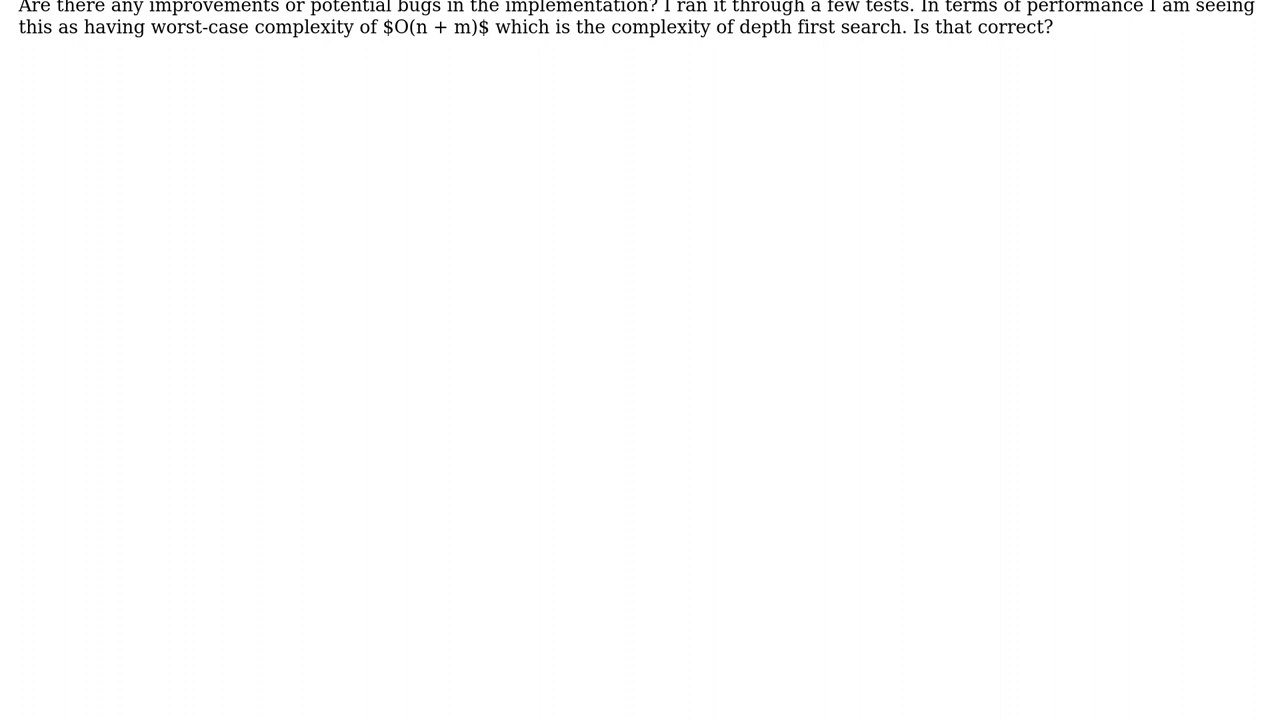 Are there any improvements or potential bugs in the implementation? I ran it through a few tests. In terms of performance I am seeing
this as having worst-case complexity of $O(n + m)$ which is the complexity of depth first search. Is that correct?